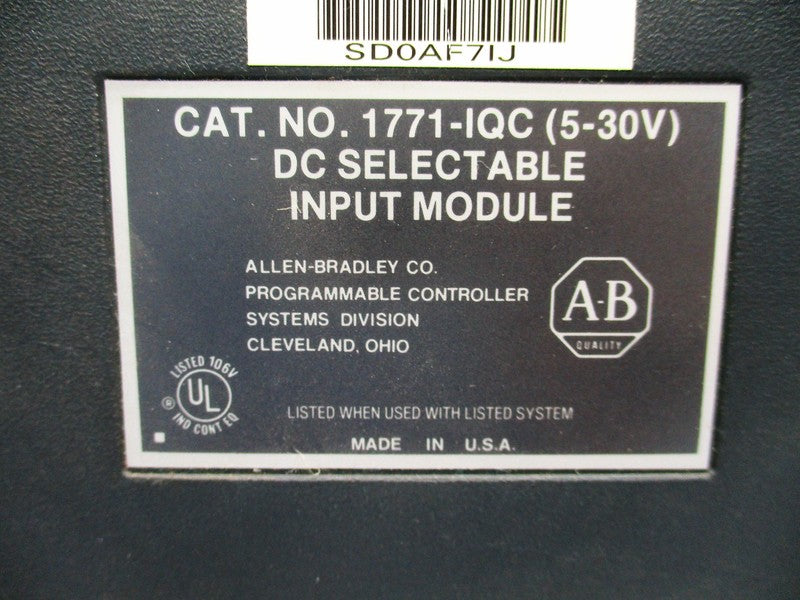 SD0AF7IJ
CAT. NO. 1771-IQC (5-30V)
DC SELECTABLE
INPUT MODULE
ALLEN-BRADLEY CO.
PROGRAMMABLE CONTROLLER
SYSTEMS DIVISION
CLEVELAND, OHIO
A-B
QUALITY
LISTED 106V
UL
®
IND CONT EQ
LISTED WHEN USED WITH LISTED SYSTEM
MADE IN U.S.A.